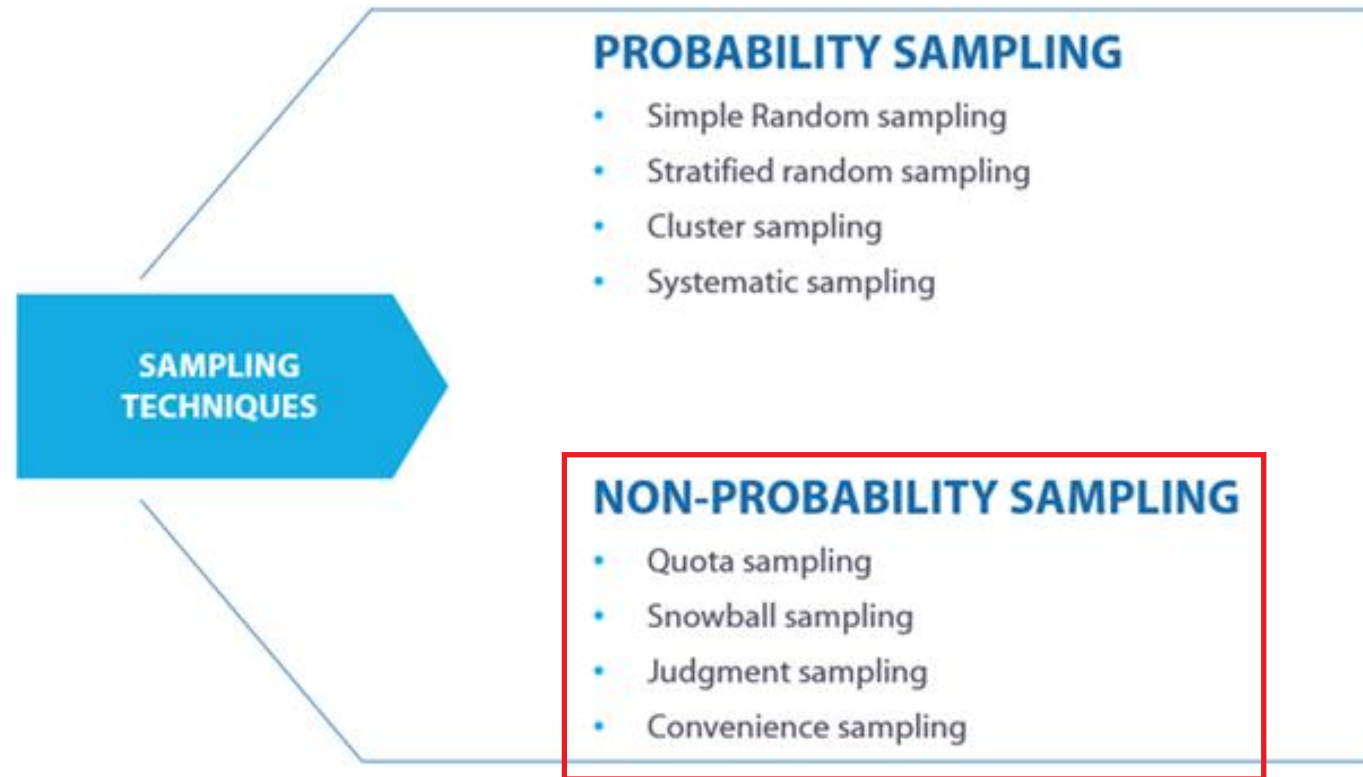 PROBABILITY SAMPLING
• Simple Random sampling
• Stratified random sampling
• Cluster sampling
• Systematic sampling
SAMPLING
TECHNIQUES
NON-PROBABILITY SAMPLING
• Quota sampling
• Snowball sampling
• Judgment sampling
• Convenience sampling